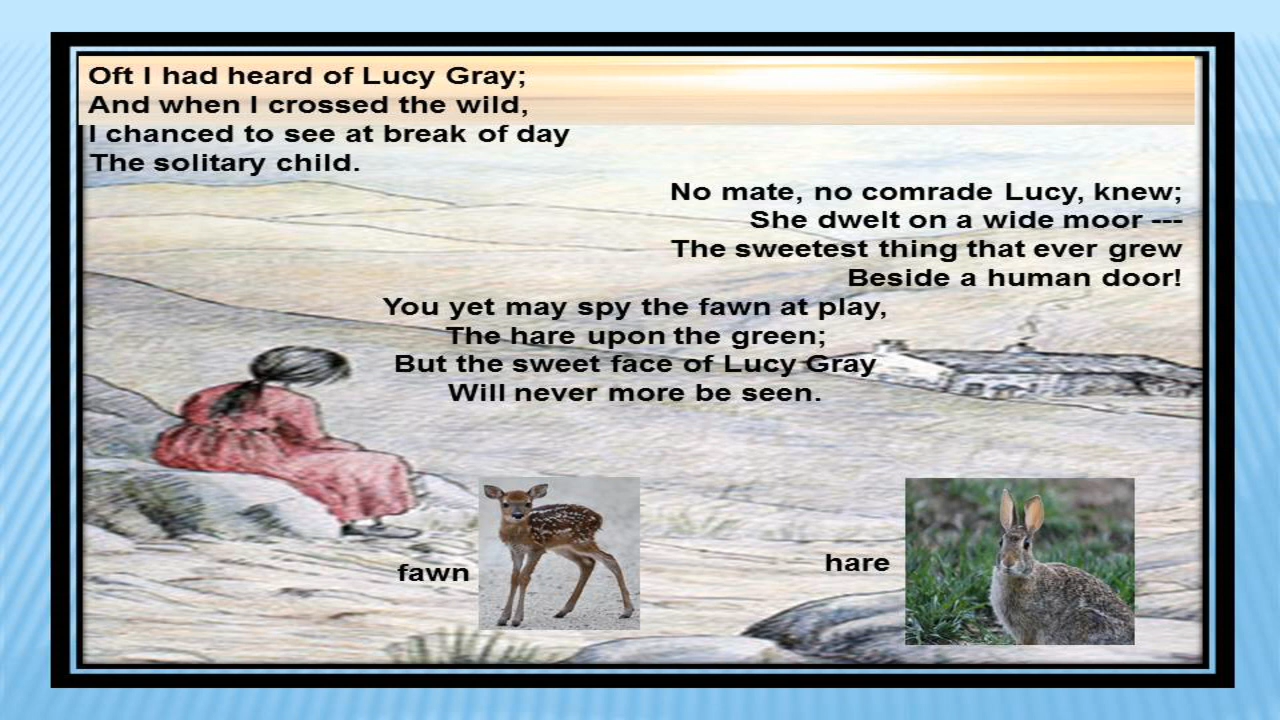 Oft I had heard of Lucy Gray;
And when I crossed the wild,
I chanced to see at break of day
The solitary child.
No mate, no comrade Lucy, knew;
She dwelt on a wide moor ---
The sweetest thing that ever grew
Beside a human door!
You yet may spy the fawn at play,
The hare upon the green;
But the sweet face of Lucy Gray
Will never more be seen.
fawn
hare